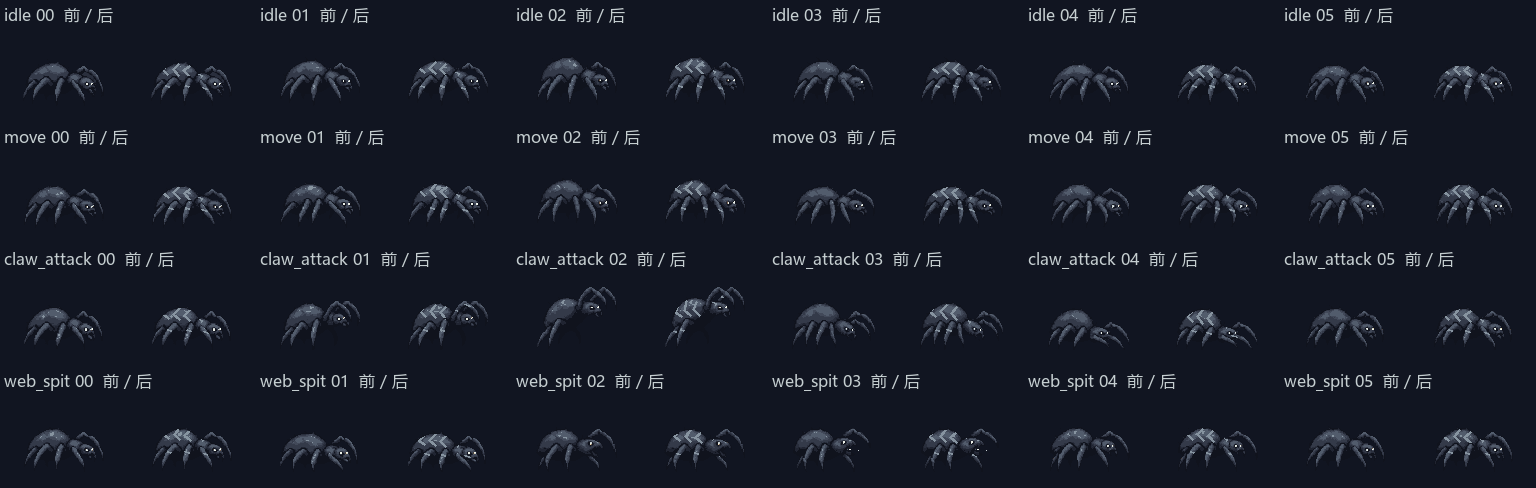 idle 00 前 / 后 idle 01 前 / 后 idle 02 前 / 后 idle 03 前 / 后 idle 04 前 / 后 idle 05 前 / 后
move 00 前 / 后 move 01 前 / 后 move 02 前 / 后 move 03 前 / 后 move 04 前 / 后 move 05 前 / 后
claw_attack 00 前 / 后 claw_attack 01 前 / 后 claw_attack 02 前 / 后 claw_attack 03 前 / 后 claw_attack 04 前 / 后 claw_attack 05 前 / 后
web_spit 00 前 / 后 web_spit 01 前 / 后 web_spit 02 前 / 后 web_spit 03 前 / 后 web_spit 04 前 / 后 web_spit 05 前 / 后